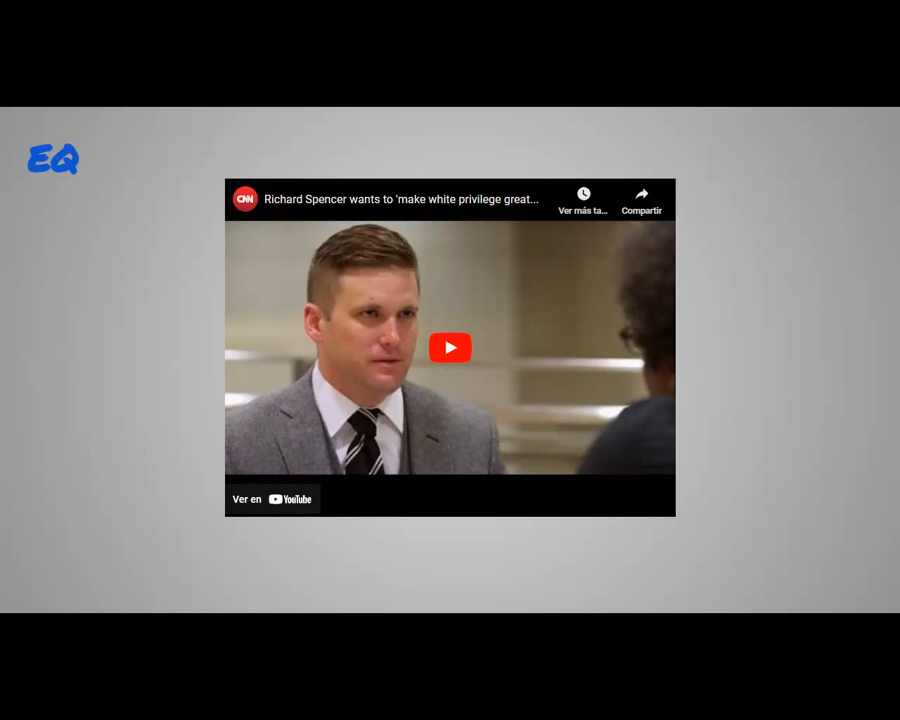 EQ
CNN
Richard Spencer wants to 'make white privilege great...
Ver más ta...
Compartir
Ver en YouTube